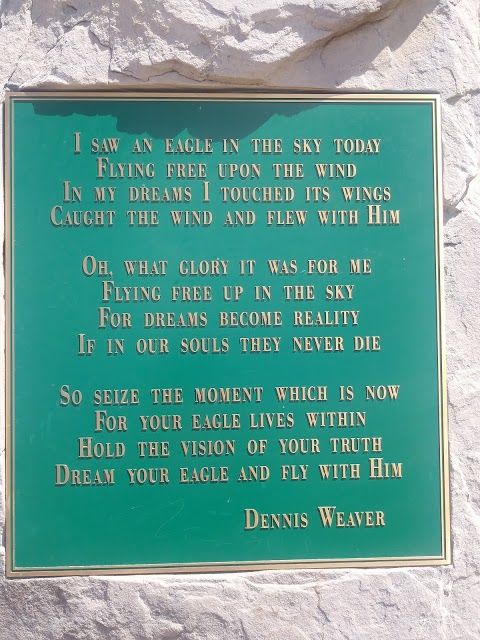 I SAW AN EAGLE IN THE SKY TODAY
FLYING FREE UPON THE WIND
IN MY DREAMS I TOUCHED ITS WINGS
CAUGHT THE WIND AND FLEW WITH HIM
OH, WHAT GLORY IT WAS FOR ME
FLYING FREE UP IN THE SKY
FOR DREAMS BECOME REALITY
IF IN OUR SOULS THEY NEVER DIE
SO SEIZE THE MOMENT WHICH IS NOW
FOR YOUR EAGLE LIVES WITHIN
HOLD THE VISION OF YOUR TRUTH
DREAM YOUR EAGLE AND FLY WITH HIM
DENNIS WEAVER